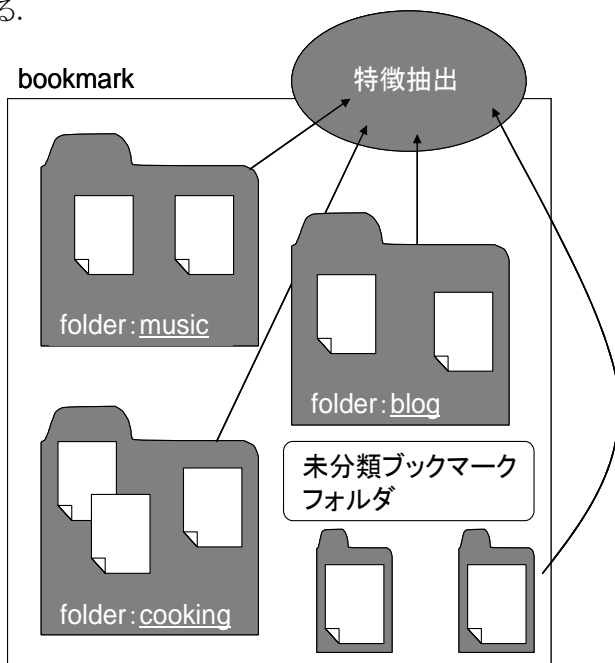 る.
bookmark
特徴抽出
folder:music
folder:blog
未分類ブックマーク
フォルダ
folder:cooking